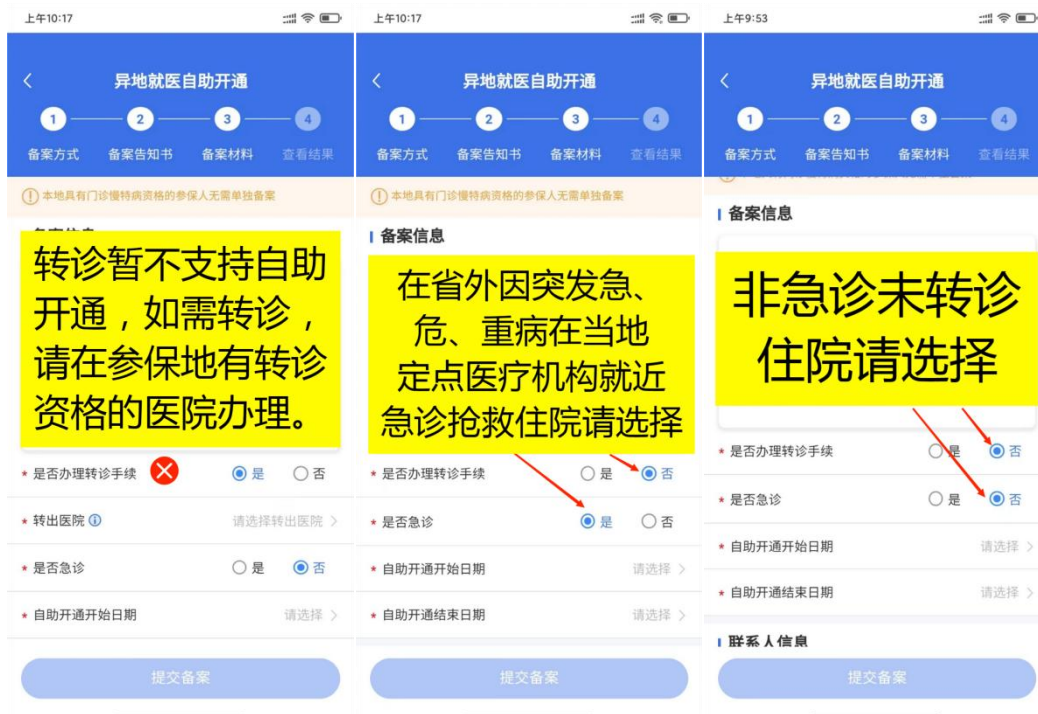 上午10:17
异地就医自助开通
1
2
3
4
备案方式
备案告知书
备案材料
查看结果
本地具有门诊慢特病资格的参保人无需单独备案
转诊暂不支持自助
开通，如需转诊，
请在参保地有转诊
资格的医院办理。
* 是否办理转诊手续 是 否
* 转出医院 请选择转出医院 >
* 是否急诊 是 否
* 自助开通开始日期 请选择 >
提交备案
上午10:17
异地就医自助开通
1
2
3
4
备案方式
备案告知书
备案材料
查看结果
本地具有门诊慢特病资格的参保人无需单独备案
备案信息
在省外因突发急、
危、重病在当地
定点医疗机构就近
急诊抢救住院请选择
* 是否办理转诊手续 是 否
* 是否急诊 是 否
* 自助开通开始日期 请选择 >
* 自助开通结束日期 请选择 >
提交备案
上午9:53
异地就医自助开通
1
2
3
4
备案方式
备案告知书
备案材料
查看结果
备案信息
非急诊未转诊
住院请选择
* 是否办理转诊手续 是 否
* 是否急诊 是 否
* 自助开通开始日期 请选择 >
* 自助开通结束日期 请选择 >
联系人信息
提交备案